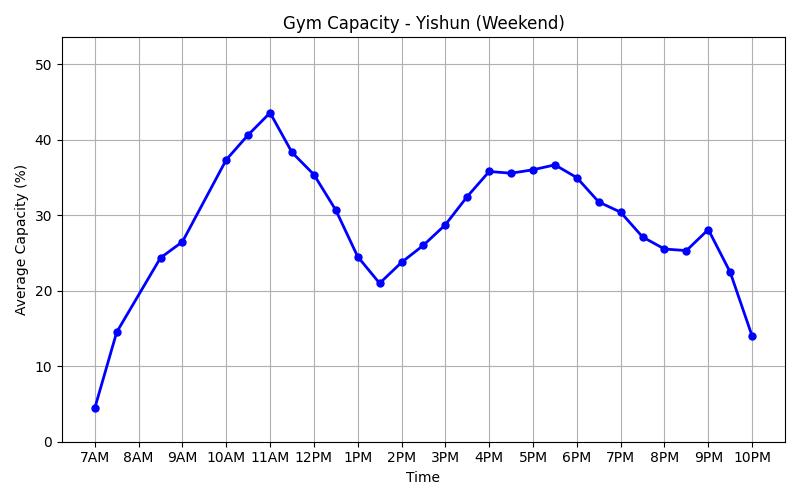 Gym Capacity - Yishun (Weekend)
Average Capacity (%)
50
40
30
20
10
0
7AM 8AM 9AM 10AM 11AM 12PM 1PM 2PM 3PM 4PM 5PM 6PM 7PM 8PM 9PM 10PM
Time